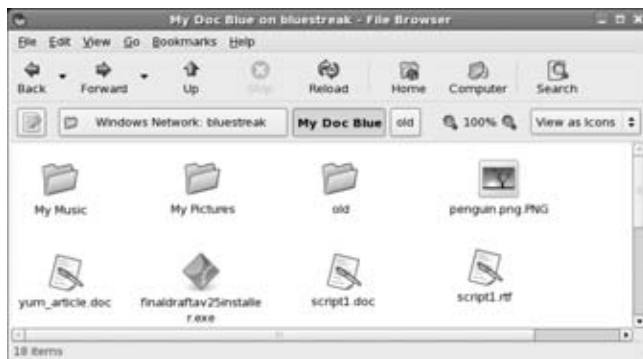 My Doc Blue on bluestreak - File Browser
File Edit View Go Bookmarks Help
Back Forward Up Stop Reload Home Computer Search
Windows Network: bluestreak My Doc Blue old 100% View as Icons
My Music My Pictures old penguin.png.PNG
yum_article.doc finaldraftav25installe script1.doc script1.rtf
r.exe
18 items